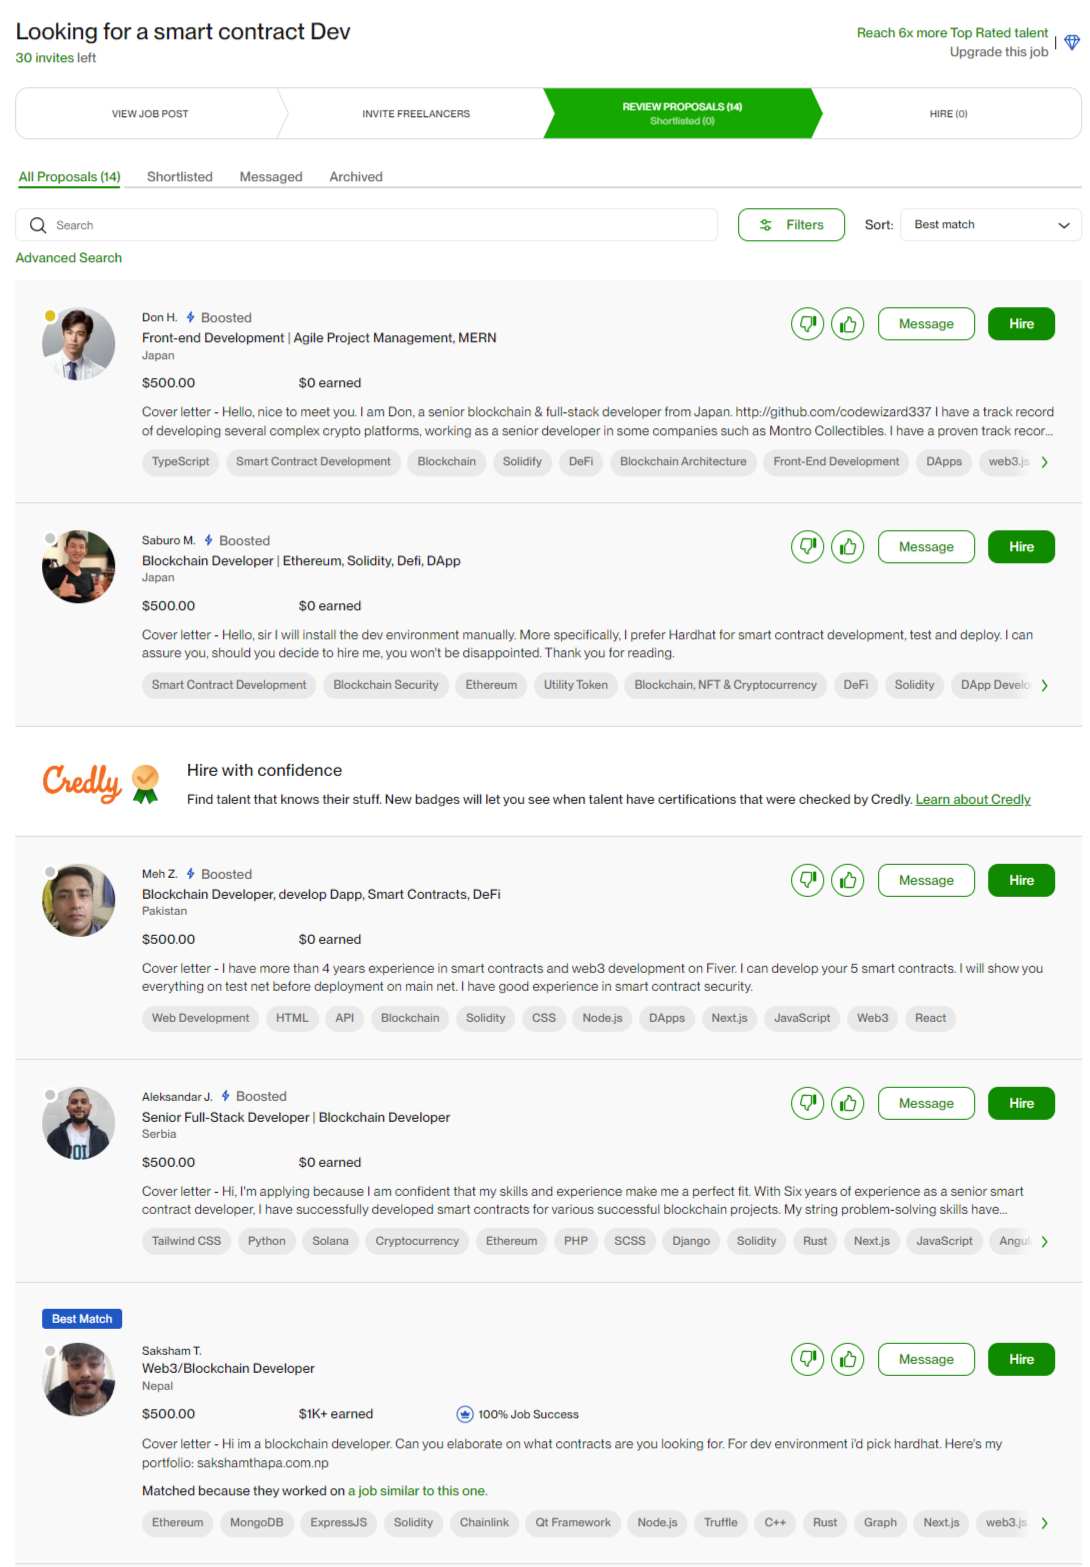 Looking for a smart contract Dev
30 invites left
Reach 6x more Top Rated talent
Upgrade this job
VIEW JOB POST
INVITE FREELANCERS
REVIEW PROPOSALS (14)
Shortlisted (0)
HIRE (0)
All Proposals (14)
Shortlisted
Messaged
Archived
Search
Filters
Sort:
Best match
Advanced Search
Don H. Boosted
Message
Hire
Front-end Development | Agile Project Management, MERN
Japan
$500.00 $0 earned
Cover letter - Hello, nice to meet you. I am Don, a senior blockchain & full-stack developer from Japan. http://github.com/codewizard337 I have a track record
of developing several complex crypto platforms, working as a senior developer in some companies such as Montro Collectibles. I have a proven track recor...
TypeScript Smart Contract Development Blockchain Solidify DeFi Blockchain Architecture Front-End Development DApps web3.js
Saburo M. Boosted
Message
Hire
Blockchain Developer | Ethereum, Solidity, Defi, DApp
Japan
$500.00 $0 earned
Cover letter - Hello, sir I will install the dev environment manually. More specifically, I prefer Hardhat for smart contract development, test and deploy. I can
assure you, should you decide to hire me, you won't be disappointed. Thank you for reading.
Smart Contract Development Blockchain Security Ethereum Utility Token Blockchain, NFT & Cryptocurrency DeFi Solidity DApp Develo
Credly
Hire with confidence
Find talent that knows their stuff. New badges will let you see when talent have certifications that were checked by Credly. Learn about Credly
Meh Z. Boosted
Message
Hire
Blockchain Developer, develop Dapp, Smart Contracts, DeFi
Pakistan
$500.00 $0 earned
Cover letter - I have more than 4 years experience in smart contracts and web3 development on Fiver. I can develop your 5 smart contracts. I will show you
everything on test net before deployment on main net. I have good experience in smart contract security.
Web Development HTML API Blockchain Solidity CSS Node.js DApps Next.js JavaScript Web3 React
Aleksandar J. Boosted
Message
Hire
Senior Full-Stack Developer | Blockchain Developer
Serbia
$500.00 $0 earned
Cover letter - Hi, I'm applying because I am confident that my skills and experience make me a perfect fit. With Six years of experience as a senior smart
contract developer, I have successfully developed smart contracts for various successful blockchain projects. My string problem-solving skills have...
Tailwind CSS Python Solana Cryptocurrency Ethereum PHP SCSS Django Solidity Rust Next.js JavaScript Angul
Best Match
Saksham T.
Message
Hire
Web3/Blockchain Developer
Nepal
$500.00 $1K+ earned 100% Job Success
Cover letter - Hi im a blockchain developer. Can you elaborate on what contracts are you looking for. For dev environment i'd pick hardhat. Here's my
portfolio: sakshamthapa.com.np
Matched because they worked on a job similar to this one.
Ethereum MongoDB ExpressJS Solidity Chainlink Qt Framework Node.js Truffle C++ Rust Graph Next.js web3.js